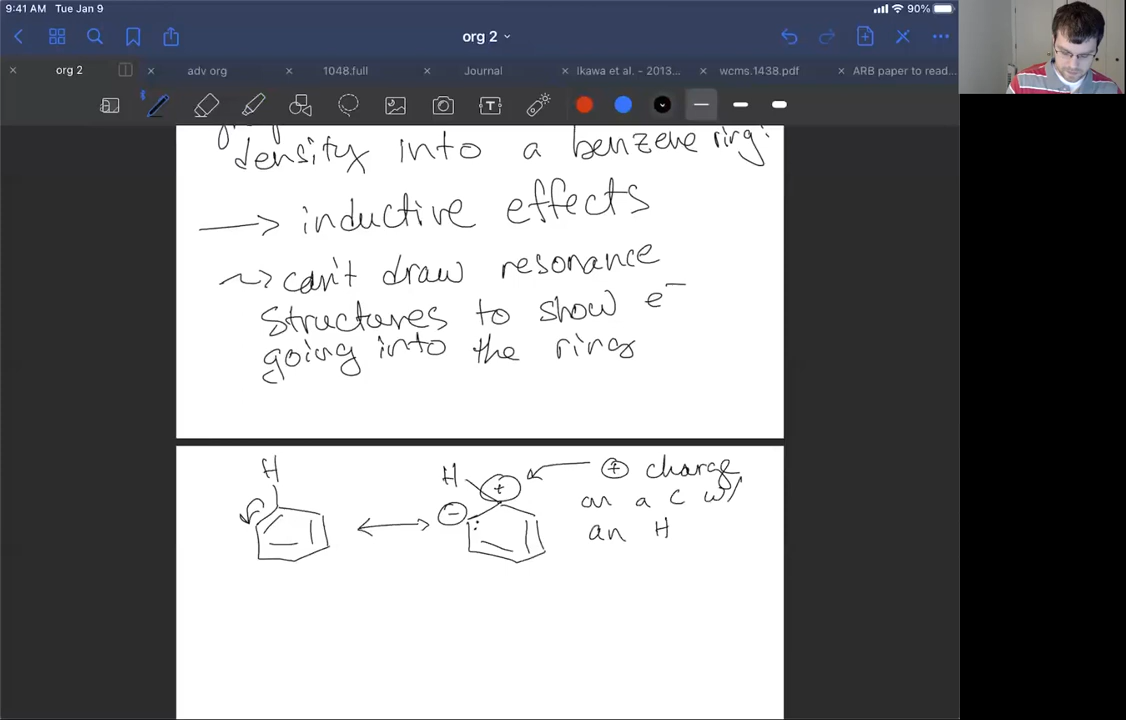 9:41 AM Tue Jan 9
90%
org 2
org 2
adv org
1048.full
Journal
Ikawa et al. - 2013...
wcms.1438.pdf
ARB paper to read...
density into a benzene ring:
→ inductive effects
~> can't draw resonance
structures to show e⁻
going into the ring
H
H + ⊕ charge
− on a C w/
an H